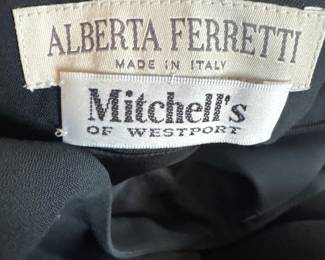 ALBERTA FERRETTI
MADE IN ITALY
Mitchell's
OF WESTPORT